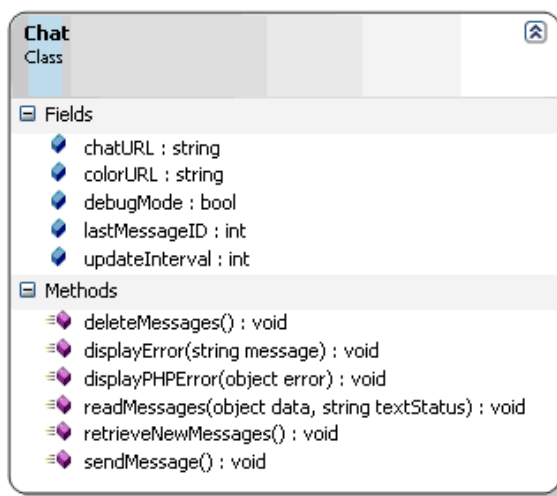 Chat
Class
Fields
chatURL : string
colorURL : string
debugMode : bool
lastMessageID : int
updateInterval : int
Methods
deleteMessages() : void
displayError(string message) : void
displayPHPError(object error) : void
readMessages(object data, string textStatus) : void
retrieveNewMessages() : void
sendMessage() : void